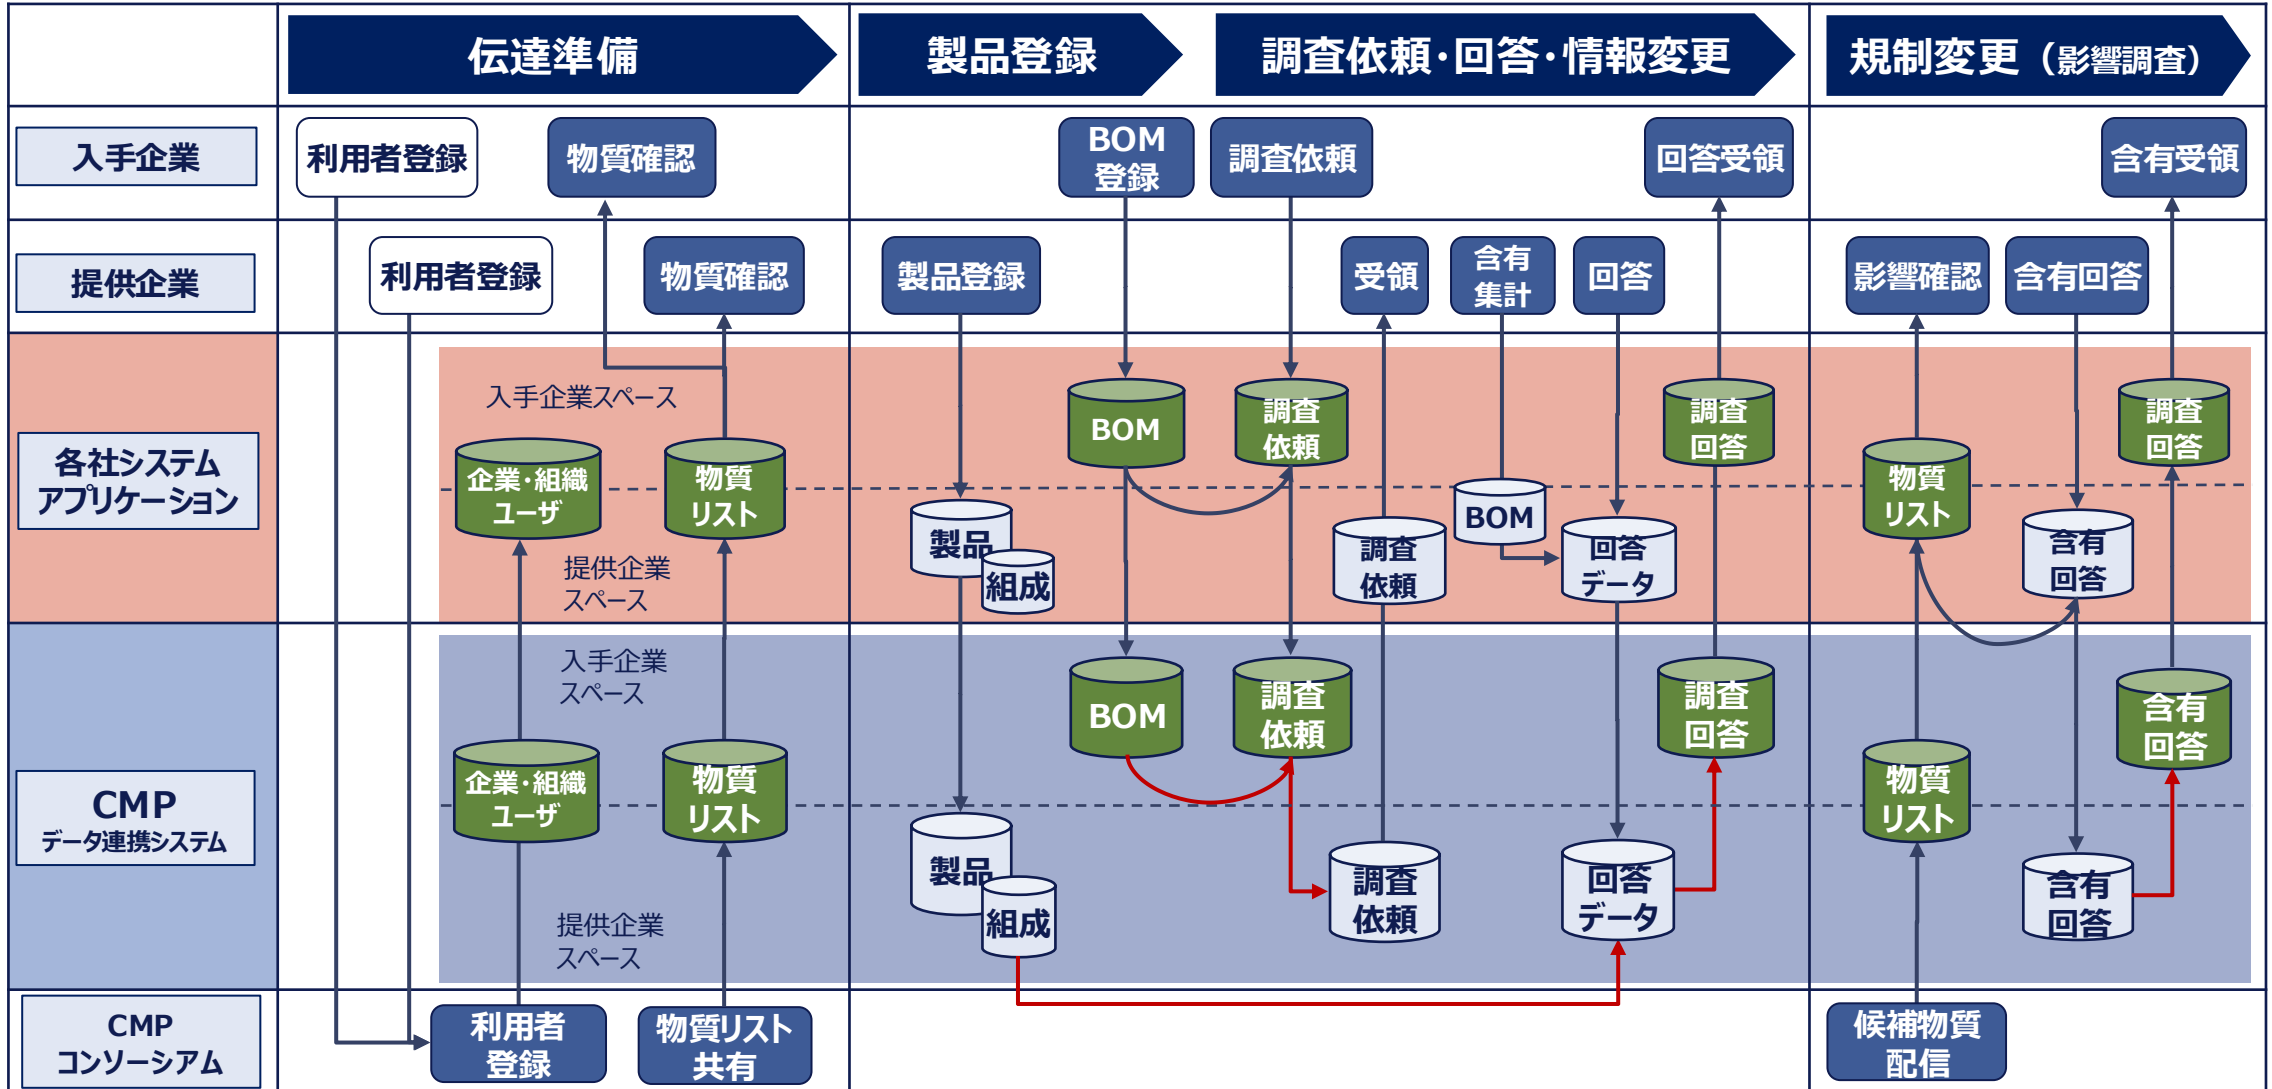 伝達準備
製品登録
調査依頼・回答・情報変更
規制変更（影響調査）
入手企業
利用者登録
物質確認
BOM
登録
調査依頼
回答受領
含有受領
提供企業
利用者登録
物質確認
製品登録
受領
含有
集計
回答
影響確認
含有回答
各社システム
アプリケーション
入手企業スペース
企業・組織
ユーザ
物質
リスト
提供企業
スペース
製品
組成
BOM
調査
依頼
調査
依頼
BOM
回答
データ
調査
回答
物質
リスト
含有
回答
調査
回答
CMP
データ連携システム
入手企業
スペース
企業・組織
ユーザ
物質
リスト
提供企業
スペース
製品
組成
BOM
調査
依頼
調査
依頼
回答
データ
調査
回答
物質
リスト
含有
回答
含有
回答
CMP
コンソーシアム
利用者
登録
物質リスト
共有
候補物質
配信